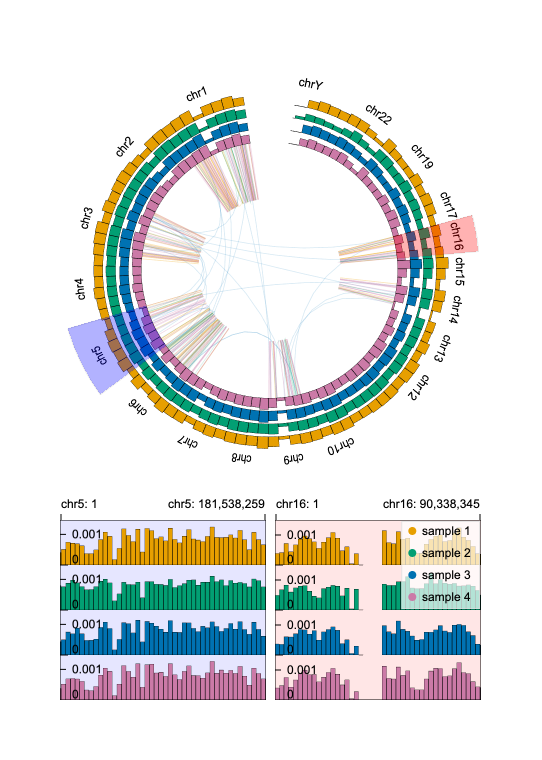 chr1
chrY
chr22
chr2
chr19
chr3
chr17
chr16
chr15
chr4
chr14
chr5
chr13
chr6
chr12
chr7
chr10
chr8
chr9
chr5: 1 chr5: 181,538,259 chr16: 1 chr16: 90,338,345
0.001 0.001 sample 1
0 0 sample 2
0.001 0.001 sample 3
0 0 sample 4
0.001 0.001
0 0
0.001 0.001
0 0